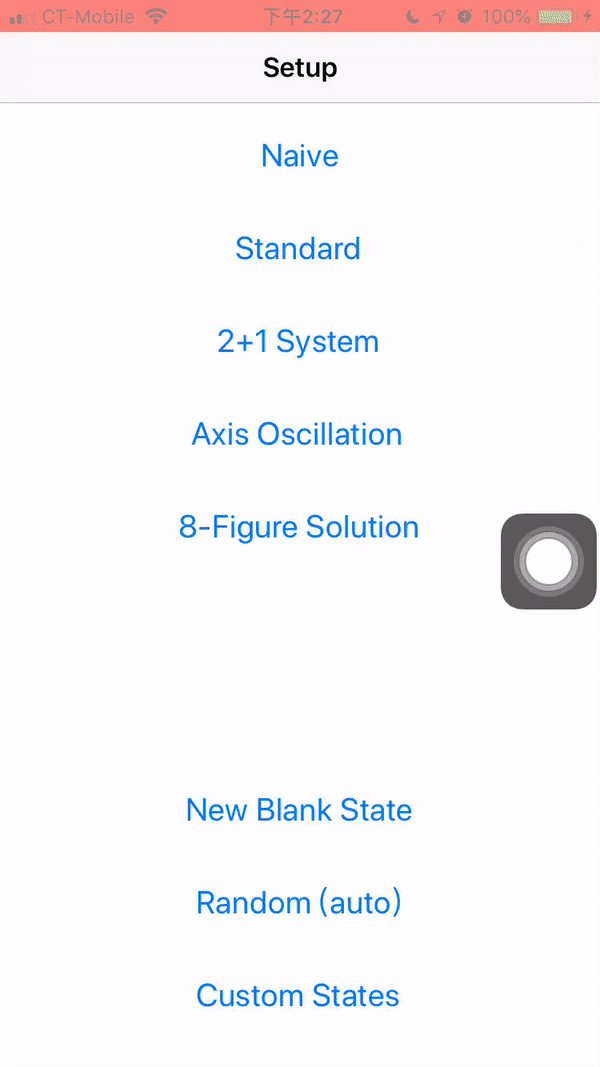 CT-Mobile 下午2:27 100%
Setup
Naive
Standard
2+1 System
Axis Oscillation
8-Figure Solution
New Blank State
Random (auto)
Custom States